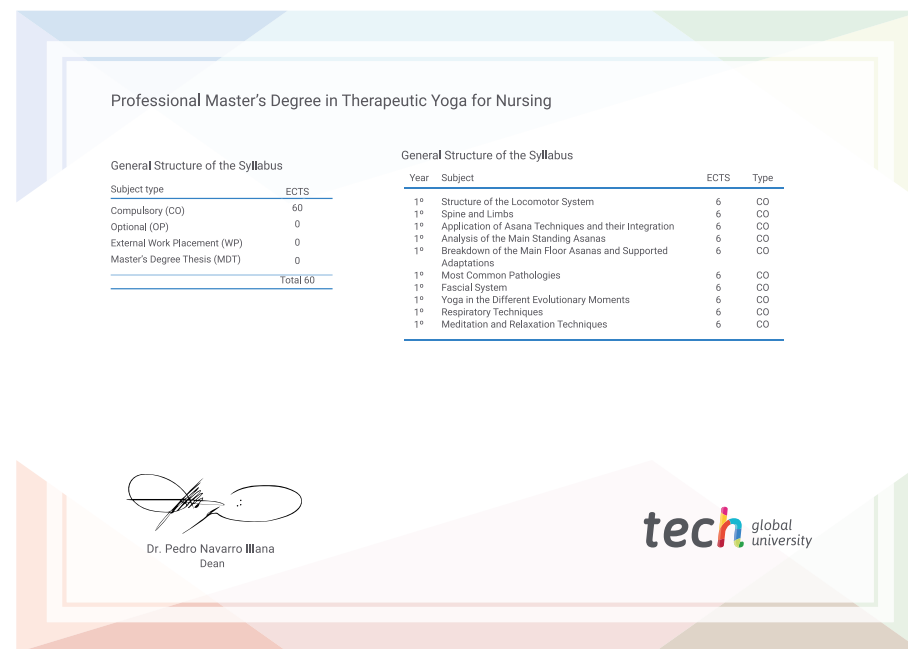 Professional Master's Degree in Therapeutic Yoga for Nursing
General Structure of the Syllabus
Subject type ECTS
Compulsory (CO) 60
Optional (OP) 0
External Work Placement (WP) 0
Master's Degree Thesis (MDT) 0
Total 60
General Structure of the Syllabus
Year Subject ECTS Type
1º Structure of the Locomotor System 6 CO
1º Spine and Limbs 6 CO
1º Application of Asana Techniques and their Integration 6 CO
1º Analysis of the Main Standing Asanas 6 CO
1º Breakdown of the Main Floor Asanas and Supported 6 CO
Adaptations
1º Most Common Pathologies 6 CO
1º Fascial System 6 CO
1º Yoga in the Different Evolutionary Moments 6 CO
1º Respiratory Techniques 6 CO
1º Meditation and Relaxation Techniques 6 CO
Dr. Pedro Navarro Illana
Dean
tech global
university